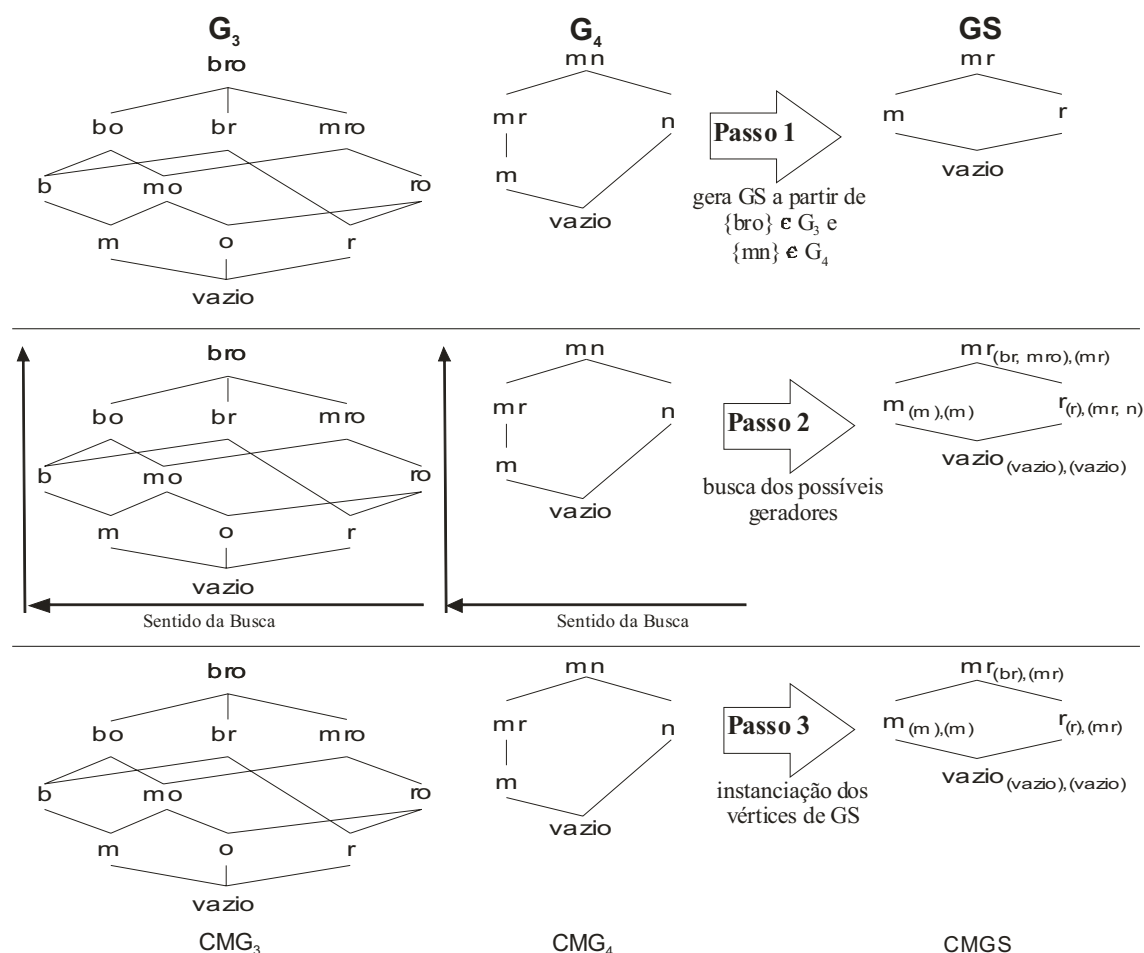 G₃ G₄ GS
bro mn mr
bo br mro mr n m r
Passo 1
b mo ro m vazio
gera GS a partir de
{bro} є G₃ e
{mn} є G₄
vazio
m o r
vazio
bro mn mr(br, mro),(mr)
bo br mro mr n m(m),(m) r(r),(mr, n)
Passo 2
b mo ro m vazio(vazio),(vazio)
busca dos possíveis
geradores
vazio
m o r
vazio
Sentido da Busca Sentido da Busca
bro mn mr(br),(mr)
bo br mro mr n m(m),(m) r(r),(mr)
Passo 3
b mo ro m vazio(vazio),(vazio)
instanciação dos
vértices de GS
vazio
m o r
vazio
CMG₃ CMG₄ CMGS